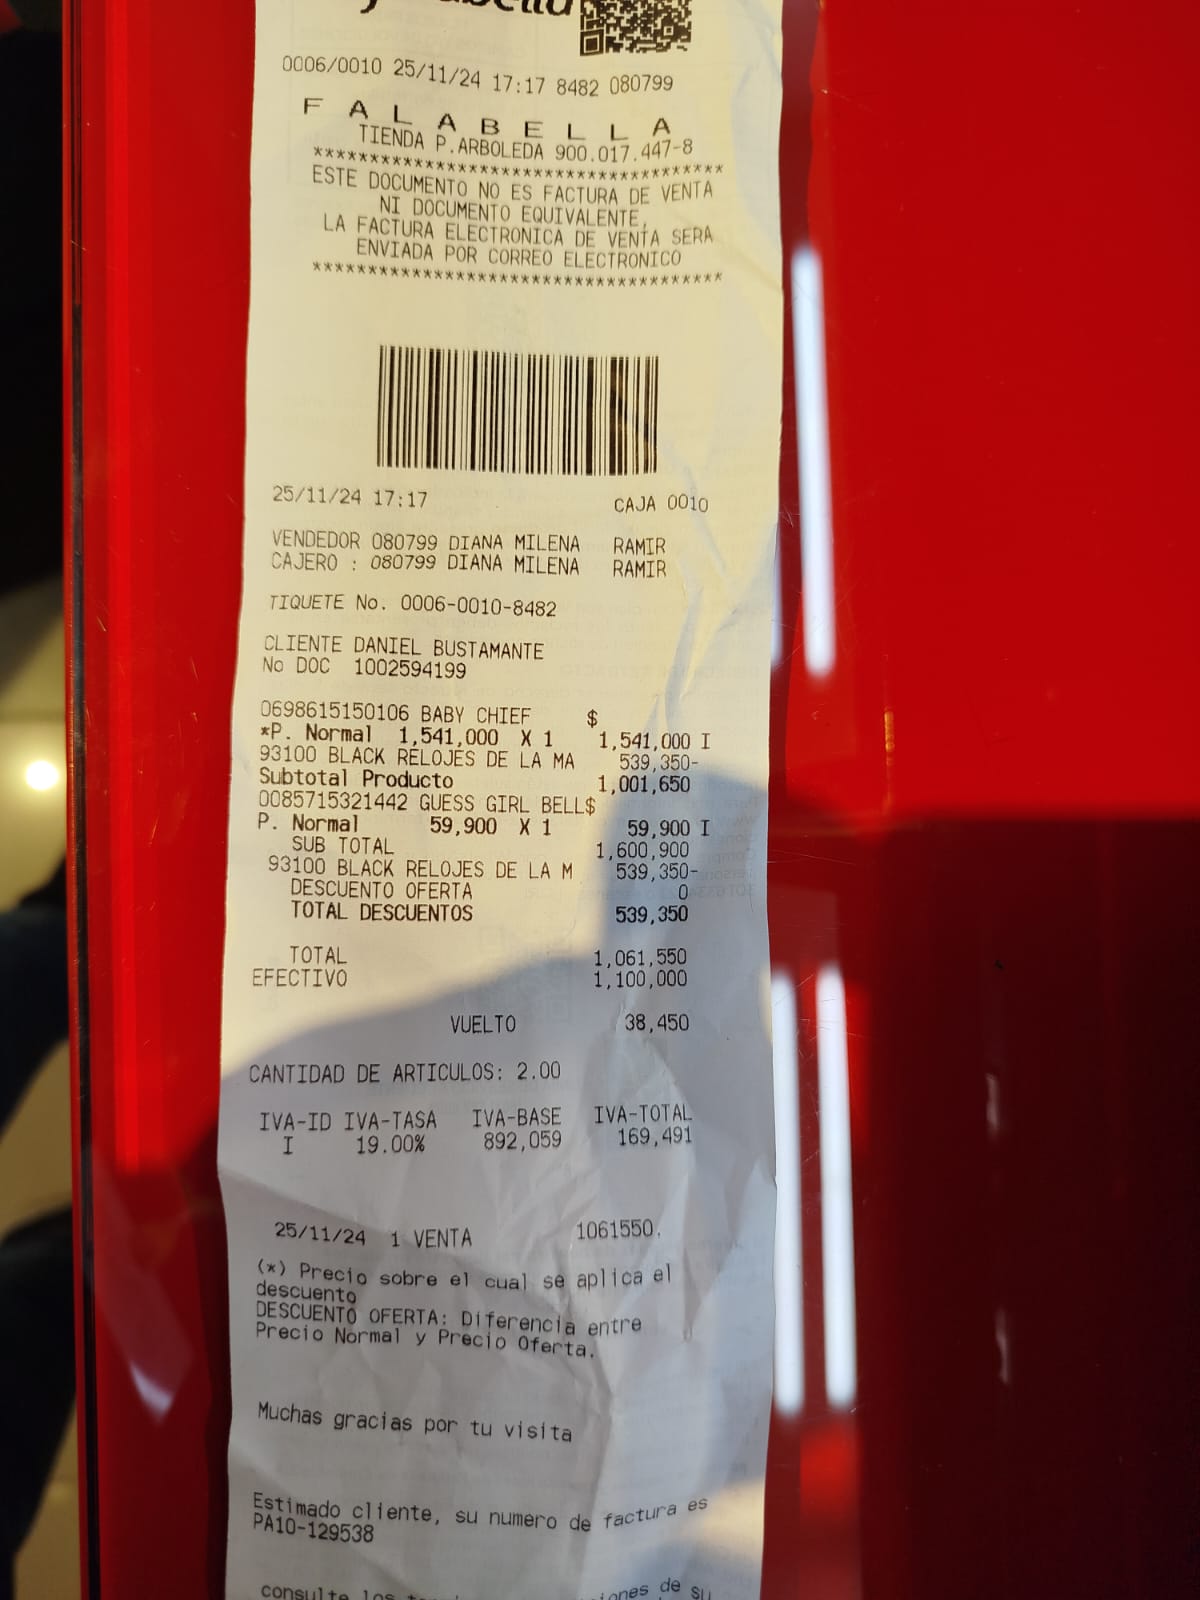 0006/0010 25/11/24 17:17 8482 080799
F A L A B E L L A
TIENDA P.ARBOLEDA 900.017.447-8
****************************************
ESTE DOCUMENTO NO ES FACTURA DE VENTA
NI DOCUMENTO EQUIVALENTE,
LA FACTURA ELECTRONICA DE VENTA SERA
ENVIADA POR CORREO ELECTRONICO
****************************************
25/11/24 17:17 CAJA 0010
VENDEDOR 080799 DIANA MILENA RAMIR
CAJERO : 080799 DIANA MILENA RAMIR
TIQUETE No. 0006-0010-8482
CLIENTE DANIEL BUSTAMANTE
No DOC 1002594199
0698615150106 BABY CHIEF $
*P. Normal 1,541,000 X 1 1,541,000 I
93100 BLACK RELOJES DE LA MA 539,350-
Subtotal Producto 1,001,650
0085715321442 GUESS GIRL BELL$
P. Normal 59,900 X 1 59,900 I
SUB TOTAL 1,600,900
93100 BLACK RELOJES DE LA M 539,350-
DESCUENTO OFERTA 0
TOTAL DESCUENTOS 539,350
TOTAL 1,061,550
EFECTIVO 1,100,000
VUELTO 38,450
CANTIDAD DE ARTICULOS: 2.00
IVA-ID IVA-TASA IVA-BASE IVA-TOTAL
I 19.00% 892,059 169,491
25/11/24 1 VENTA 1061550.
(*) Precio sobre el cual se aplica el
descuento
DESCUENTO OFERTA: Diferencia entre
Precio Normal y Precio Oferta.
Muchas gracias por tu visita
Estimado cliente, su numero de factura es
PA10-129538
consulte los de su